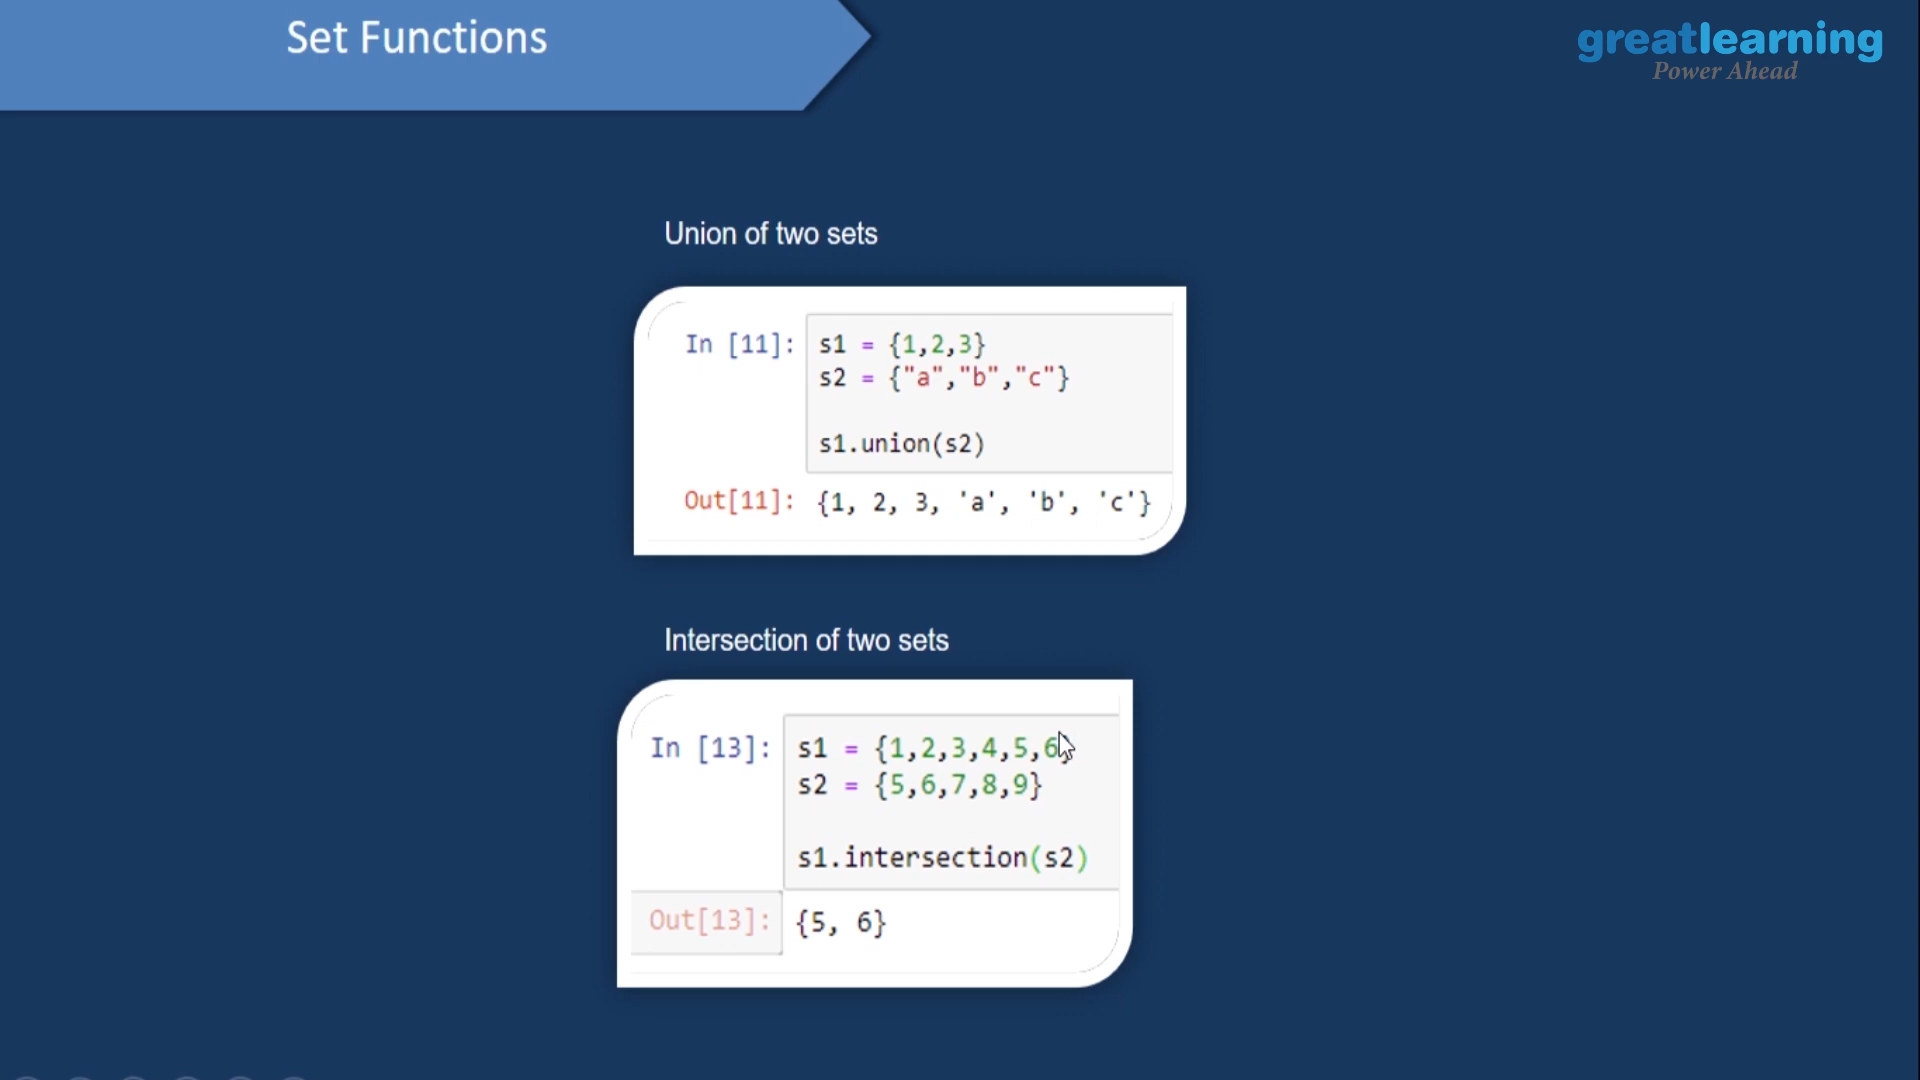 Set Functions
greatlearning
Power Ahead
Union of two sets
In [11]: s1 = {1,2,3}
s2 = {"a","b","c"}
s1.union(s2)
Out[11]: {1, 2, 3, 'a', 'b', 'c'}
Intersection of two sets
In [13]: s1 = {1,2,3,4,5,6}
s2 = {5,6,7,8,9}
s1.intersection(s2)
Out[13]: {5, 6}